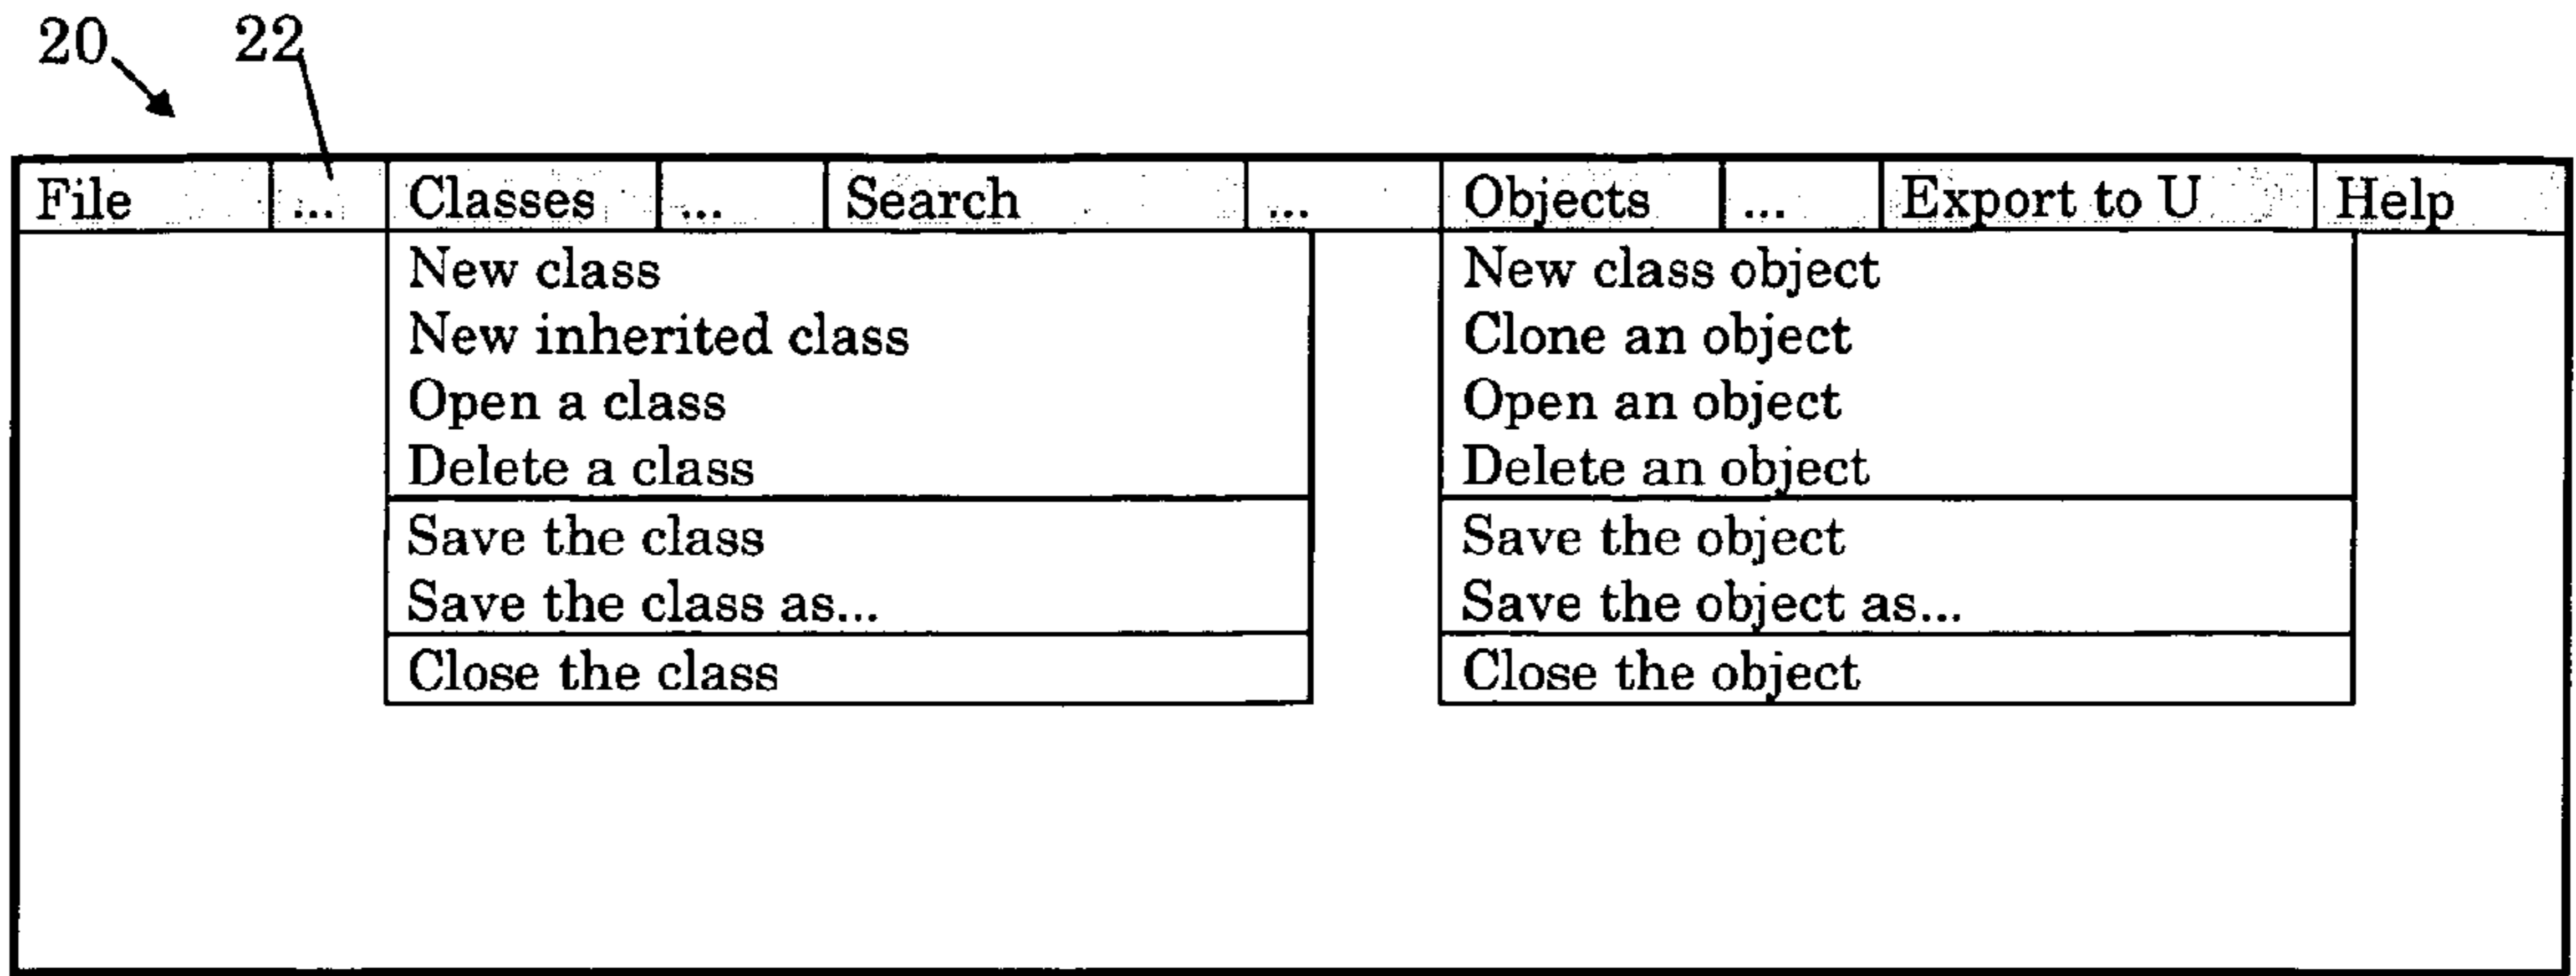 20 22
File ... Classes ... Search ... Objects ... Export to U Help
New class
New inherited class
Open a class
Delete a class
Save the class
Save the class as...
Close the class
New class object
Clone an object
Open an object
Delete an object
Save the object
Save the object as...
Close the object